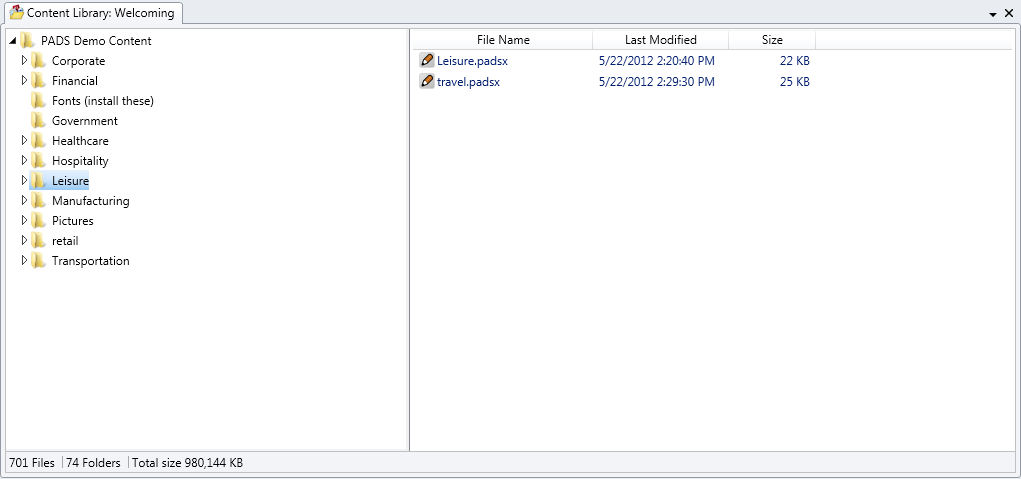 Content Library: Welcoming
PADS Demo Content
Corporate
Financial
Fonts (install these)
Government
Healthcare
Hospitality
Leisure
Manufacturing
Pictures
retail
Transportation
File Name Last Modified Size
Leisure.padsx 5/22/2012 2:20:40 PM 22 KB
travel.padsx 5/22/2012 2:29:30 PM 25 KB
701 Files 74 Folders Total size 980,144 KB